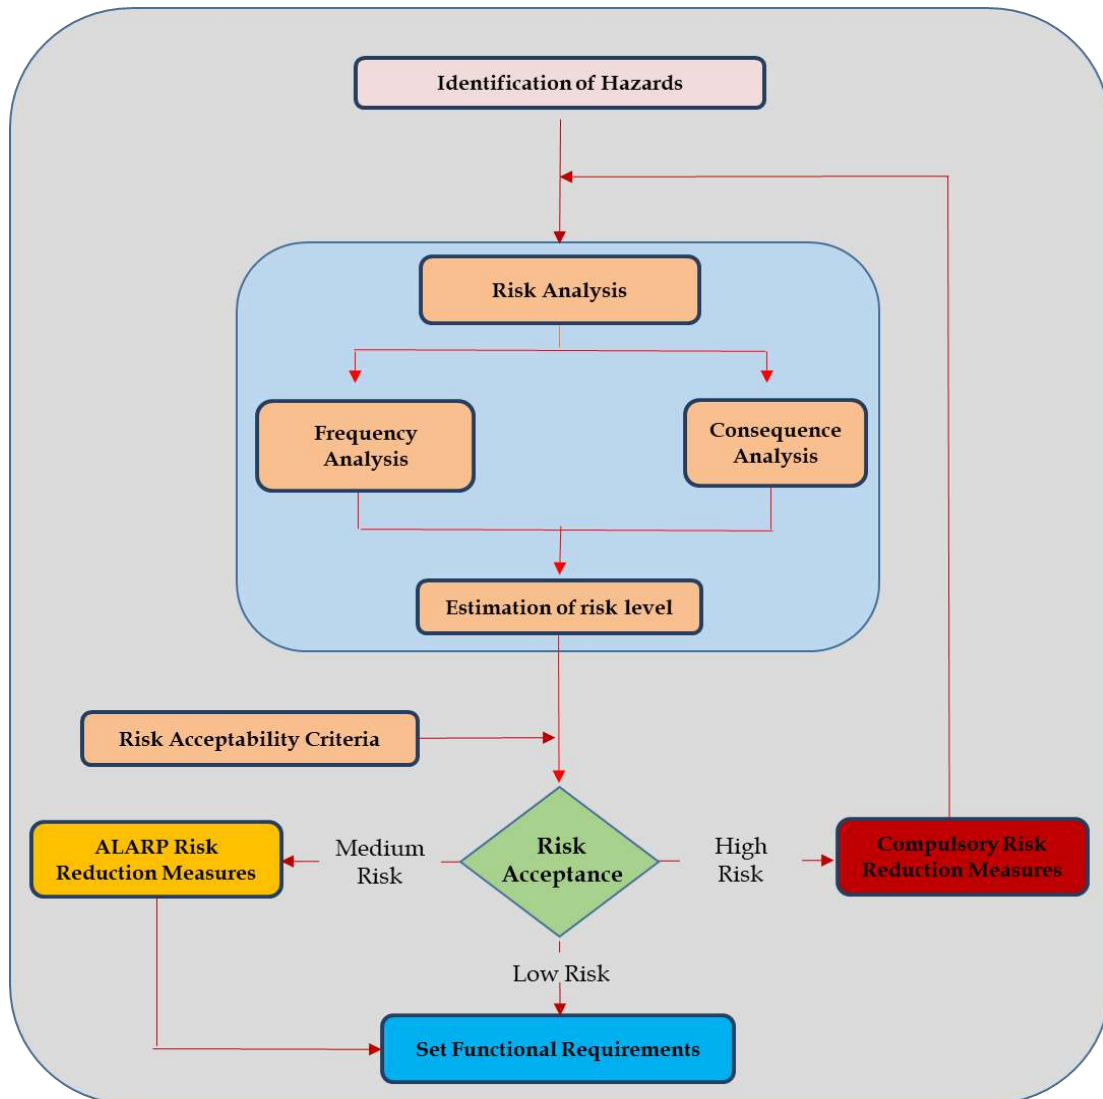 Identification of Hazards
Risk Analysis
Frequency
Analysis
Consequence
Analysis
Estimation of risk level
Risk Acceptability Criteria
ALARP Risk
Reduction Measures
Medium
Risk
Risk
Acceptance
High
Risk
Compulsory Risk
Reduction Measures
Low Risk
Set Functional Requirements